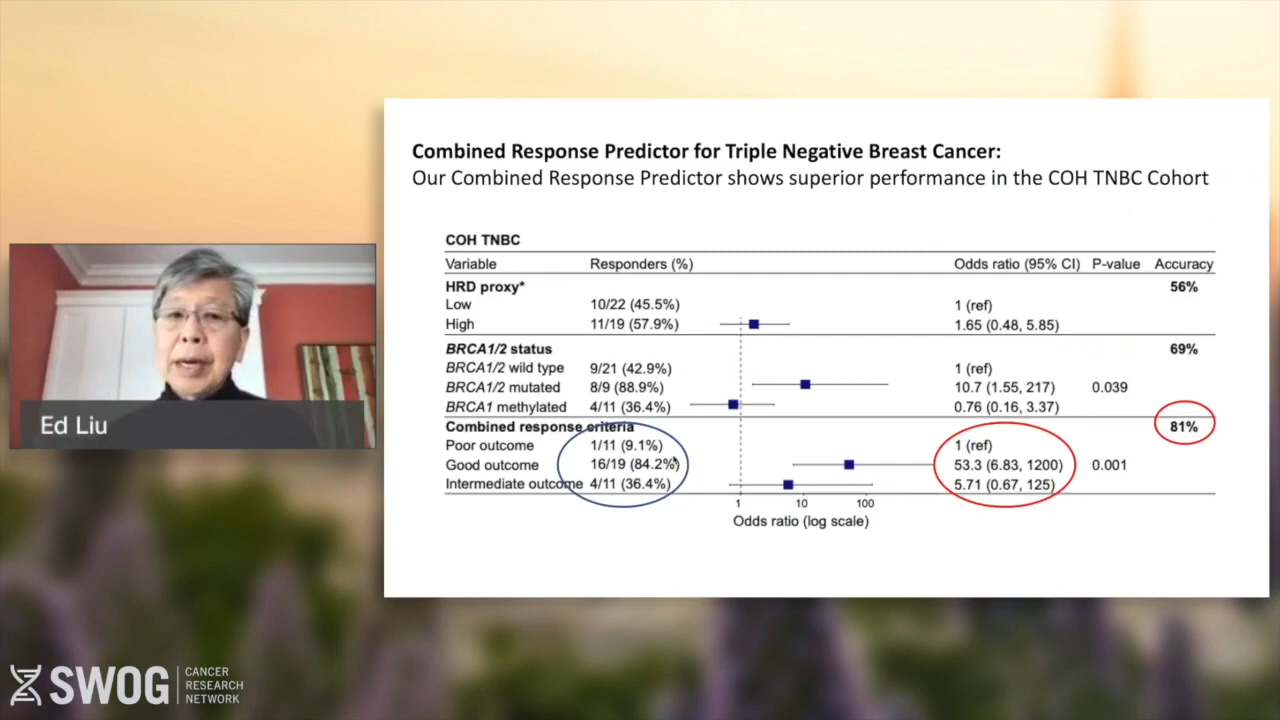 Combined Response Predictor for Triple Negative Breast Cancer:
Our Combined Response Predictor shows superior performance in the COH TNBC Cohort
COH TNBC
Variable Responders (%) Odds ratio (95% CI) P-value Accuracy
HRD proxy* 56%
Low 10/22 (45.5%) 1 (ref)
High 11/19 (57.9%) 1.65 (0.48, 5.85)
BRCA1/2 status 69%
BRCA1/2 wild type 9/21 (42.9%) 1 (ref)
BRCA1/2 mutated 8/9 (88.9%) 10.7 (1.55, 217) 0.039
BRCA1 methylated 4/11 (36.4%) 0.76 (0.16, 3.37)
Combined response criteria 81%
Poor outcome 1/11 (9.1%) 1 (ref)
Good outcome 16/19 (84.2%) 53.3 (6.83, 1200) 0.001
Intermediate outcome 4/11 (36.4%) 5.71 (0.67, 125)
1 10 100
Odds ratio (log scale)
Ed Liu
SWOG
CANCER
RESEARCH
NETWORK